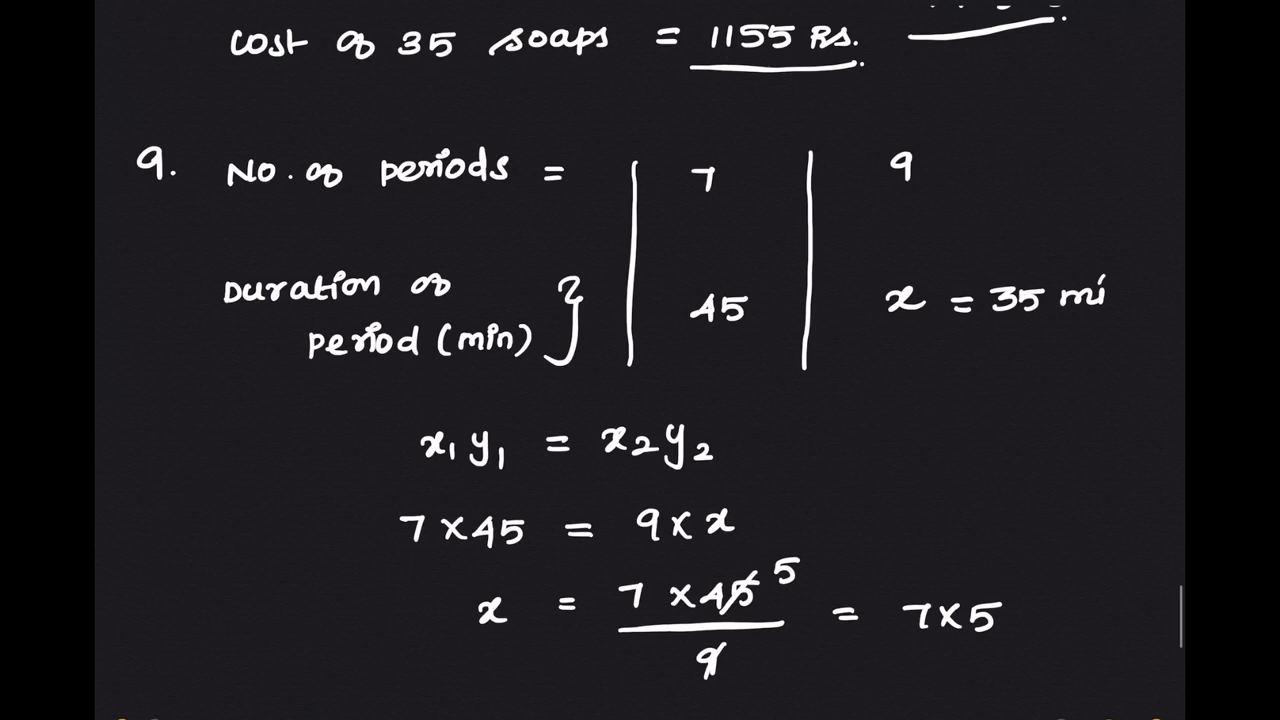 cost of 35 soaps = 1155 Rs.
9. No. of periods = 7 9
Duration of
period (min) } 45 x = 35 mi
x₁y₁ = x₂y₂
7 × 45 = 9 × x
x = 7 × 45 5 / 9 = 7 × 5